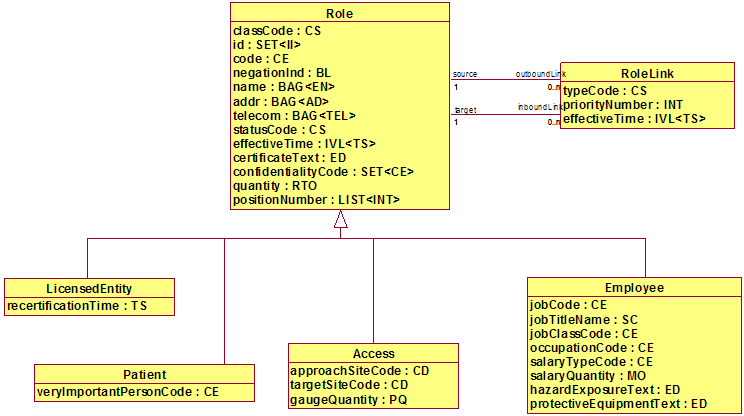 Role
classCode : CS
id : SET<II>
code : CE
negationInd : BL
name : BAG<EN>
addr : BAG<AD>
telecom : BAG<TEL>
statusCode : CS
effectiveTime : IVL<TS>
certificateText : ED
confidentialityCode : SET<CE>
quantity : RTO
positionNumber : LIST<INT>
source outboundLink
1 0..n
target inboundLink
1 0..n
RoleLink
typeCode : CS
priorityNumber : INT
effectiveTime : IVL<TS>
LicensedEntity
recertificationTime : TS
Patient
veryImportantPersonCode : CE
Access
approachSiteCode : CD
targetSiteCode : CD
gaugeQuantity : PQ
Employee
jobCode : CE
jobTitleName : SC
jobClassCode : CE
occupationCode : CE
salaryTypeCode : CE
salaryQuantity : MO
hazardExposureText : ED
protectiveEquipmentText : ED